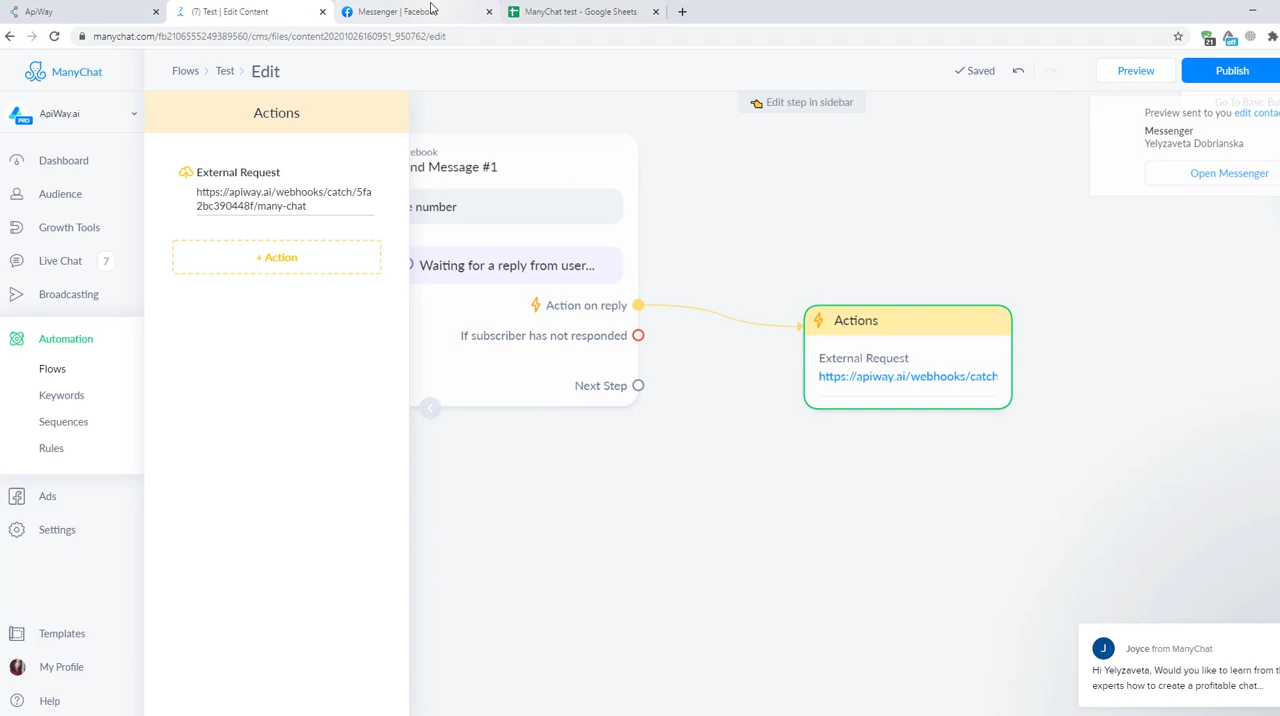 ApiWay
(7) Test | Edit Content
Messenger | Facebook
ManyChat test - Google Sheets
manychat.com/fb2106555249389560/cms/files/content20201026160951_950762/edit
21
off
ManyChat
Flows
Test
Edit
Saved
Preview
Publish
ApiWay.ai
PRO
Actions
Edit step in sidebar
Go To Basic Bu
Preview sent to you edit conta
Messenger
Yelyzaveta Dobrianska
Open Messenger
Dashboard
Audience
Growth Tools
Live Chat
7
Broadcasting
Automation
Flows
Keywords
Sequences
Rules
Ads
Settings
Templates
My Profile
Help
External Request
https://apiway.ai/webhooks/catch/5fa
2bc390448f/many-chat
+ Action
ebook
nd Message #1
e number
Waiting for a reply from user...
Action on reply
If subscriber has not responded
Next Step
Actions
External Request
https://apiway.ai/webhooks/catch
J
Joyce from ManyChat
Hi Yelyzaveta, Would you like to learn from t
experts how to create a profitable chat...